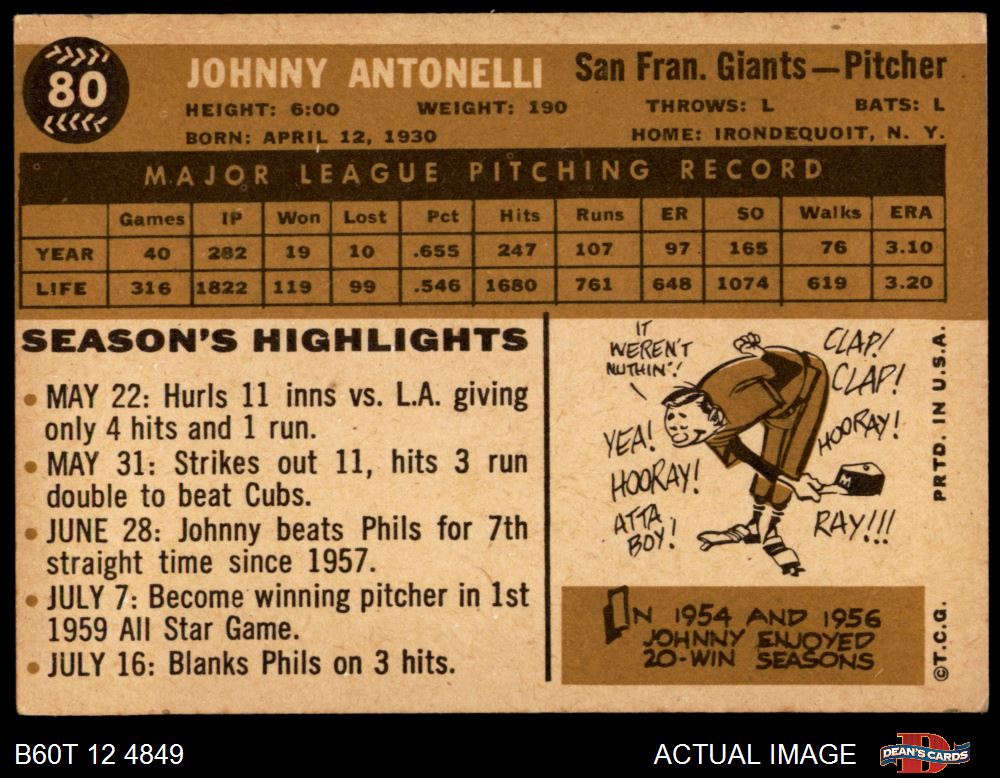 80
JOHNNY ANTONELLI San Fran. Giants—Pitcher
HEIGHT: 6:00 WEIGHT: 190 THROWS: L BATS: L
BORN: APRIL 12, 1930 HOME: IRONDEQUOIT, N. Y.
MAJOR LEAGUE PITCHING RECORD
Games IP Won Lost Pct Hits Runs ER SO Walks ERA
YEAR 40 282 19 10 .655 247 107 97 165 76 3.10
LIFE 316 1822 119 99 .546 1680 761 648 1074 619 3.20
SEASON'S HIGHLIGHTS
• MAY 22: Hurls 11 inns vs. L.A. giving
only 4 hits and 1 run.
• MAY 31: Strikes out 11, hits 3 run
double to beat Cubs.
• JUNE 28: Johnny beats Phils for 7th
straight time since 1957.
• JULY 7: Become winning pitcher in 1st
1959 All Star Game.
• JULY 16: Blanks Phils on 3 hits.
IT
WEREN'T
NUTHIN'!
CLAP!
CLAP!
YEA!
HOORAY!
HOORAY!
ATTA
BOY!
RAY!!!
M
IN 1954 AND 1956
JOHNNY ENJOYED
20-WIN SEASONS
PRTD. IN U.S.A.
©T.C.G.
B60T 12 4849
ACTUAL IMAGE
D
DEAN'S CARDS